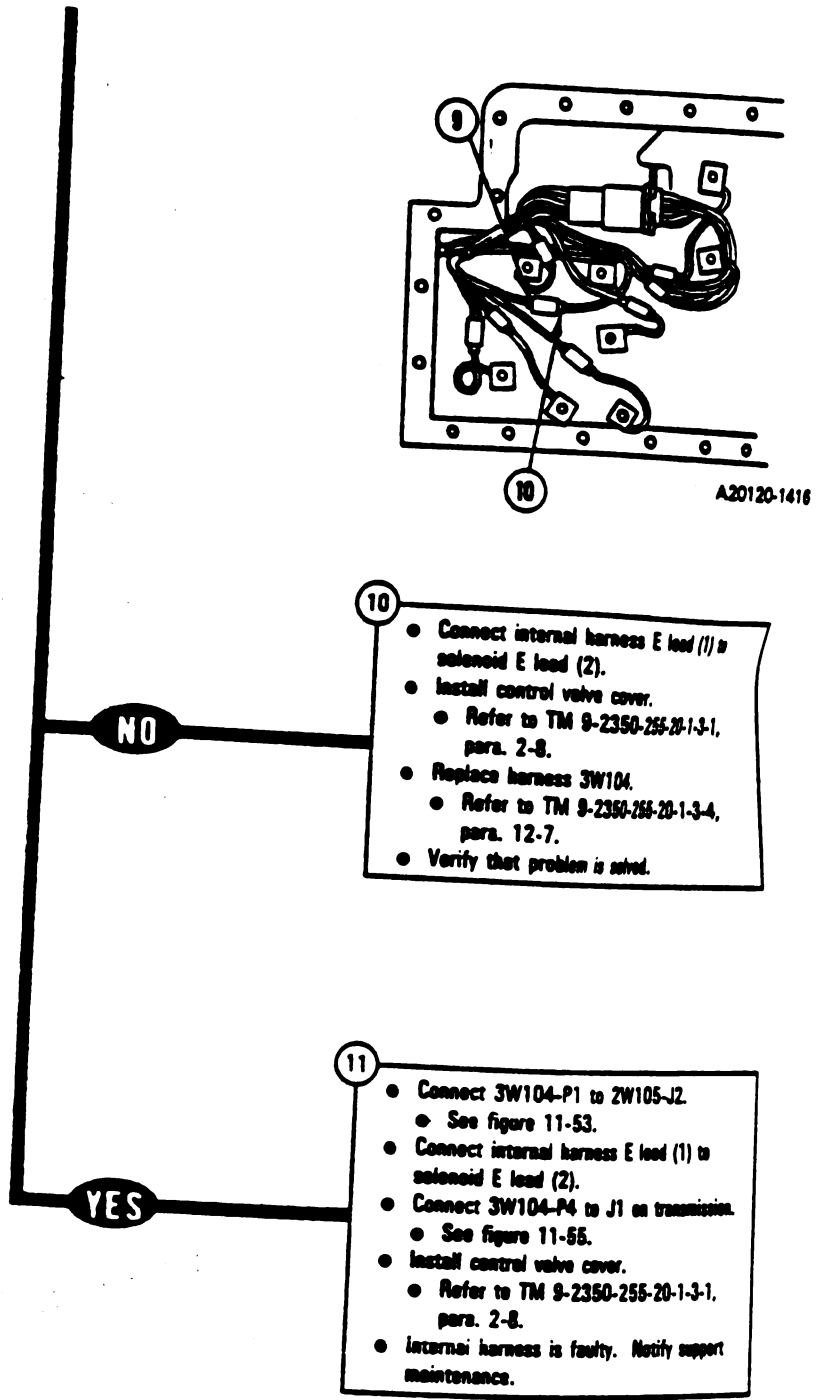 9
10
A20120-1416
10
● Connect internal harness E lead (1) to
solenoid E lead (2).
● Install control valve cover.
● Refer to TM 9-2350-255-20-1-3-1,
para. 2-8.
● Replace harness 3W104.
● Refer to TM 9-2350-255-20-1-3-4,
para. 12-7.
● Verify that problem is solved.
NO
11
● Connect 3W104-P1 to 2W105-J2.
● See figure 11-53.
● Connect internal harness E lead (1) to
solenoid E lead (2).
● Connect 3W104-P4 to J1 on transmission.
● See figure 11-55.
● Install control valve cover.
● Refer to TM 9-2350-255-20-1-3-1,
para. 2-8.
● Internal harness is faulty. Notify support
maintenance.
YES